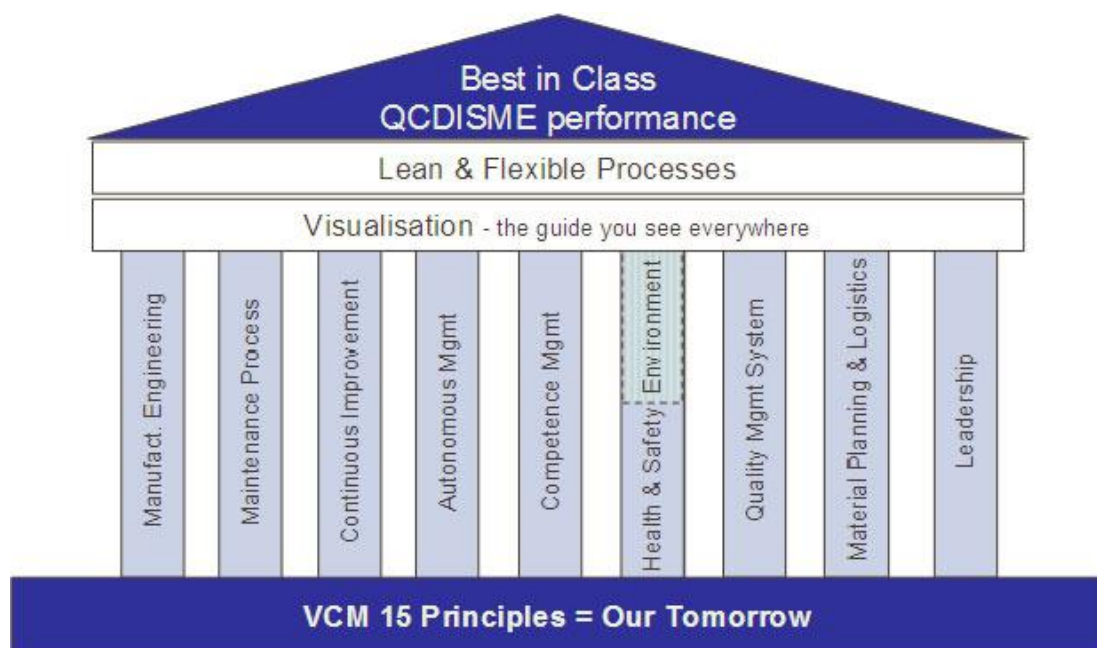 Best in Class
QCDISME performance
Lean & Flexible Processes
Visualisation - the guide you see everywhere
Manufact. Engineering
Maintenance Process
Continuous Improvement
Autonomous Mgmt
Competence Mgmt
Health & Safety Environment
Quality Mgmt System
Material Planning & Logistics
Leadership
VCM 15 Principles = Our Tomorrow